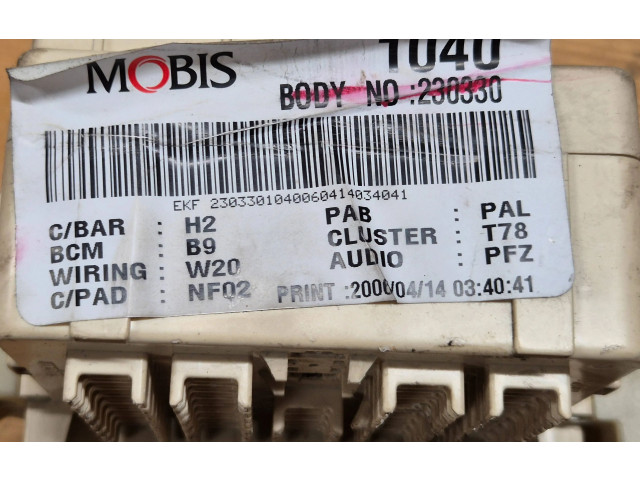 MOBIS
1040
BODY NO :230330
EKF 2303301040060414034041
C/BAR : H2
BCM : B9
WIRING : W20
C/PAD : NF02
PAB : PAL
CLUSTER : T78
AUDIO : PFZ
PRINT :2006/04/14 03:40:41